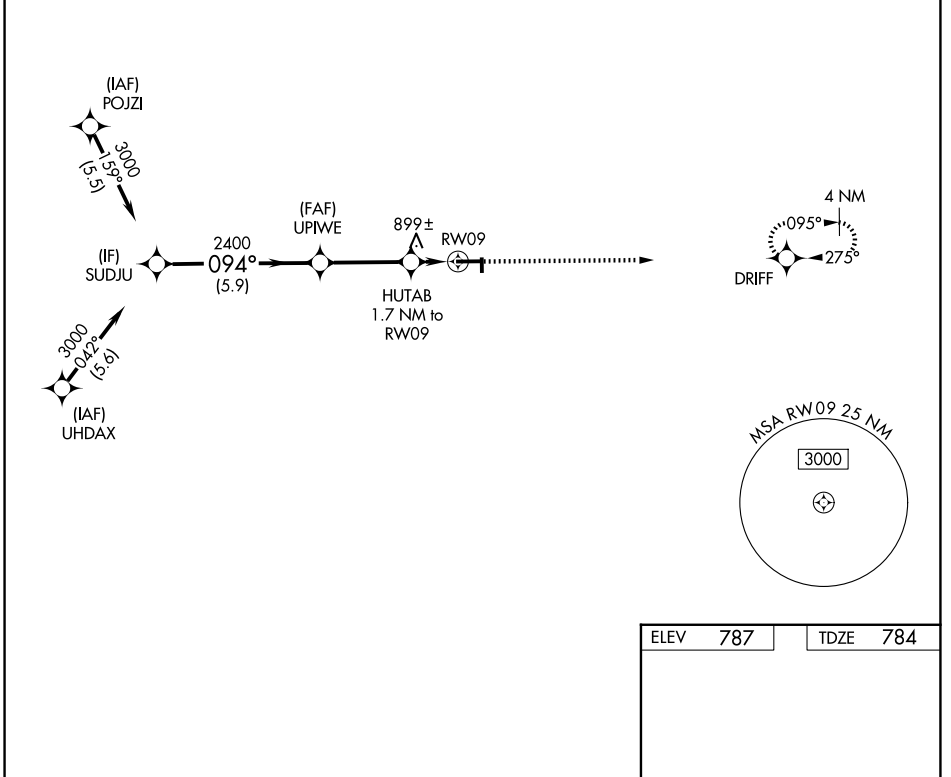 (IAF)
POJZI
3000
159°
(5.5)
(IF)
SUDJU
2400
094°
(5.9)
(FAF)
UPIWE
899±
RW09
HUTAB
1.7 NM to
RW09
4 NM
095°
275°
DRIFF
3000
042°
(5.6)
(IAF)
UHDAX
MSA RW09 25 NM
3000
ELEV 787
TDZE 784